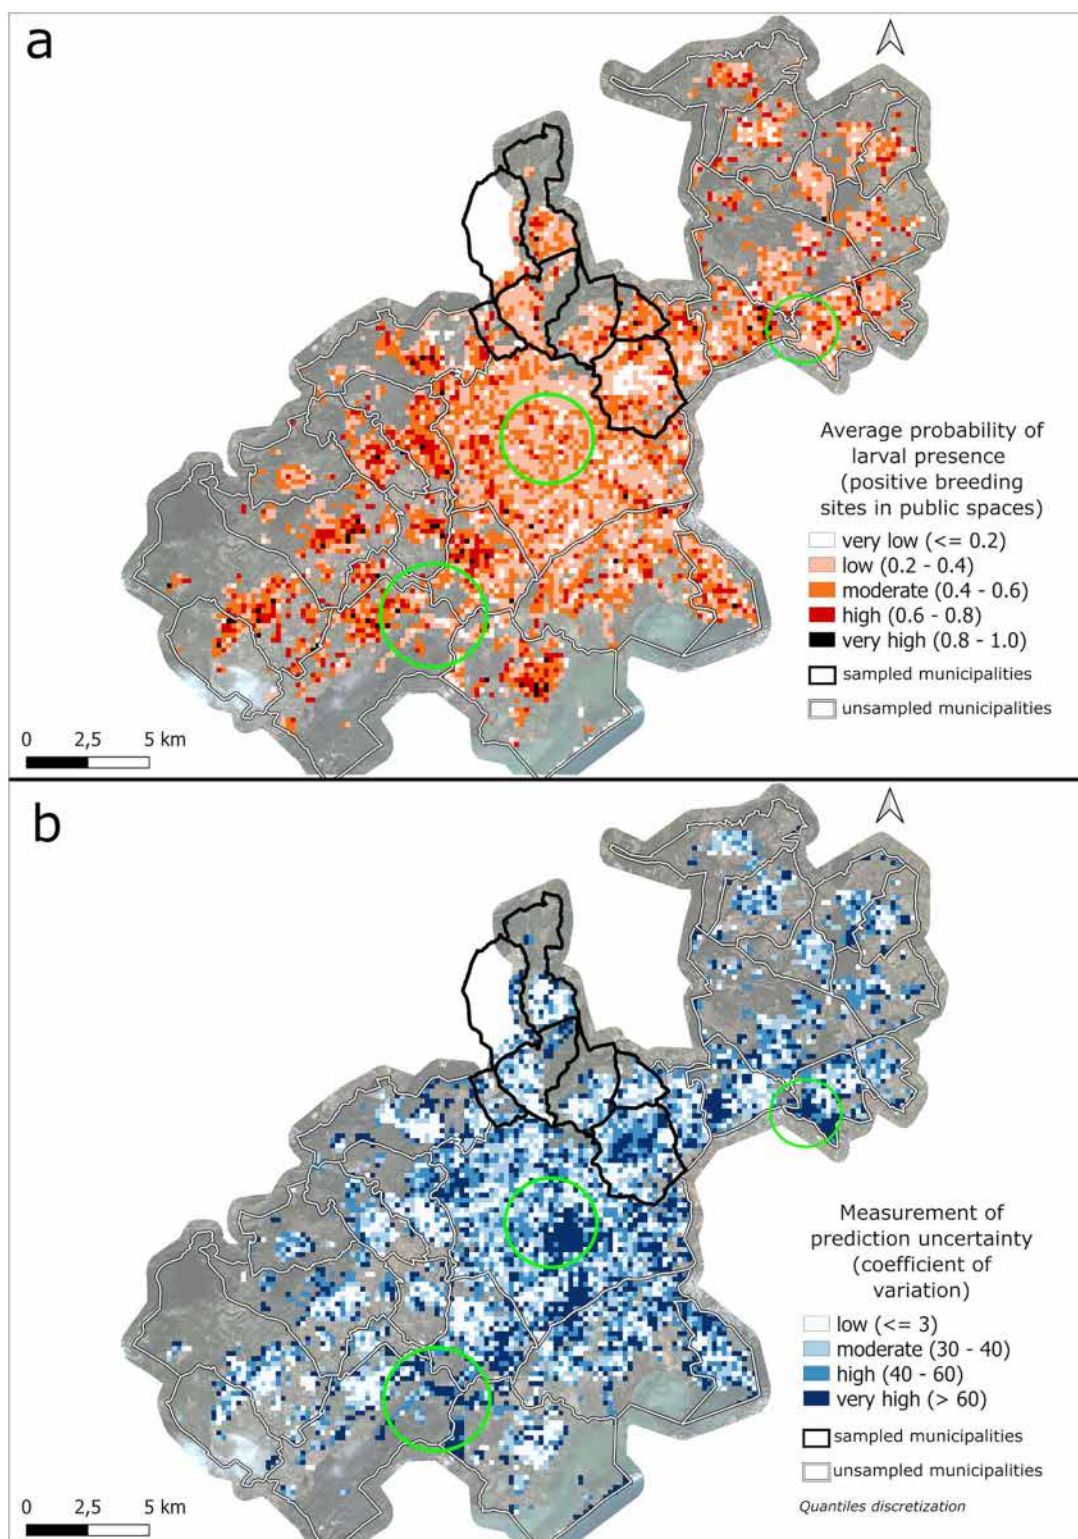 a
Average probability of
larval presence
(positive breeding
sites in public spaces)
very low (<= 0.2)
low (0.2 - 0.4)
moderate (0.4 - 0.6)
high (0.6 - 0.8)
very high (0.8 - 1.0)
sampled municipalities
unsampled municipalities
0 2,5 5 km
b
Measurement of
prediction uncertainty
(coefficient of
variation)
low (<= 3)
moderate (30 - 40)
high (40 - 60)
very high (> 60)
sampled municipalities
unsampled municipalities
Quantiles discretization
0 2,5 5 km